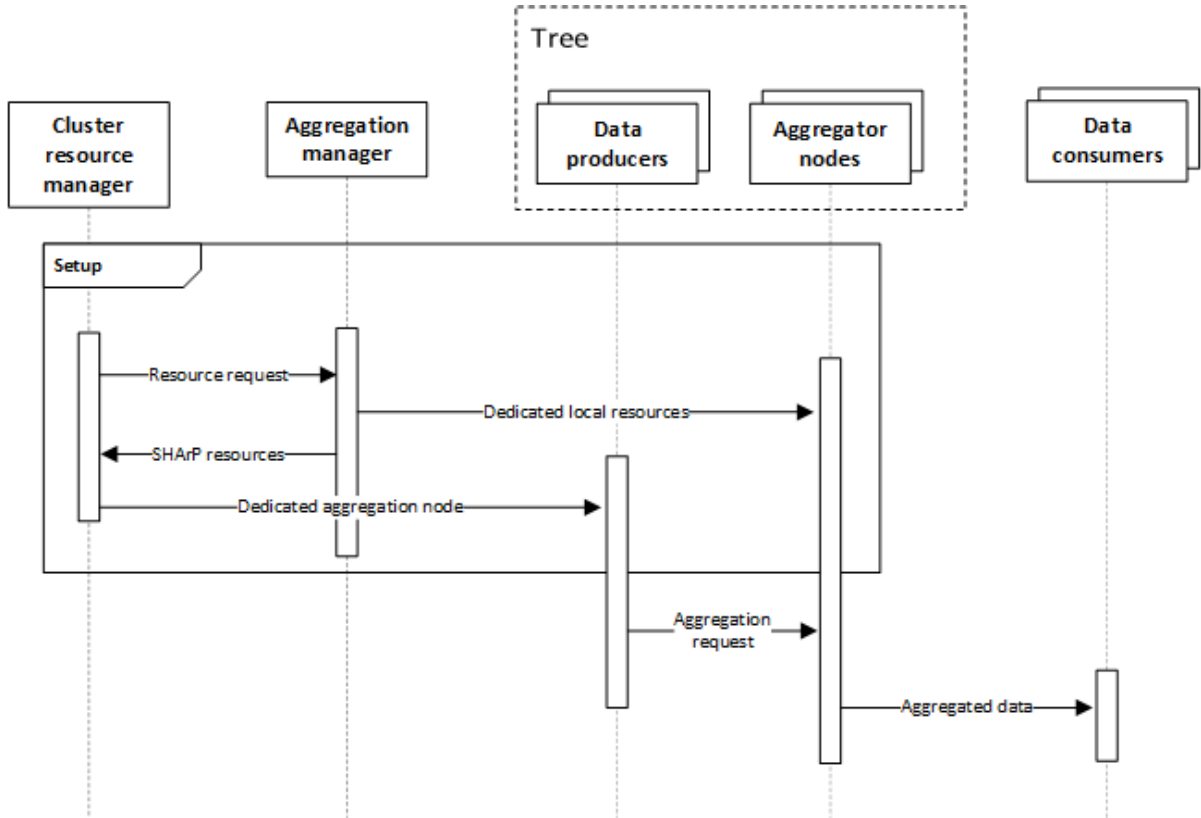 Tree
Cluster
resource
manager
Aggregation
manager
Data
producers
Aggregator
nodes
Data
consumers
Setup
Resource request
Dedicated local resources
SHArP resources
Dedicated aggregation node
Aggregation
request
Aggregated data